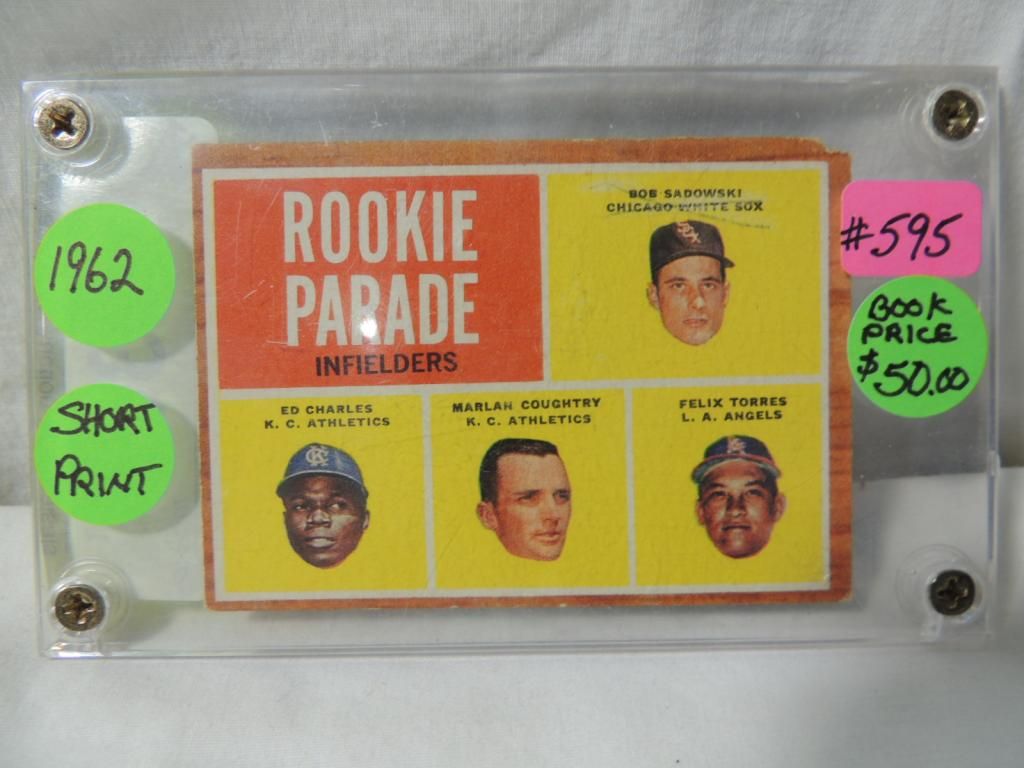 1962
SHORT
PRINT
ROOKIE
PARADE
INFIELDERS
BOB SADOWSKI
CHICAGO WHITE SOX
ED CHARLES
K. C. ATHLETICS
MARLAN COUGHTRY
K. C. ATHLETICS
FELIX TORRES
L. A. ANGELS
#595
BOOK
PRICE
$50.00